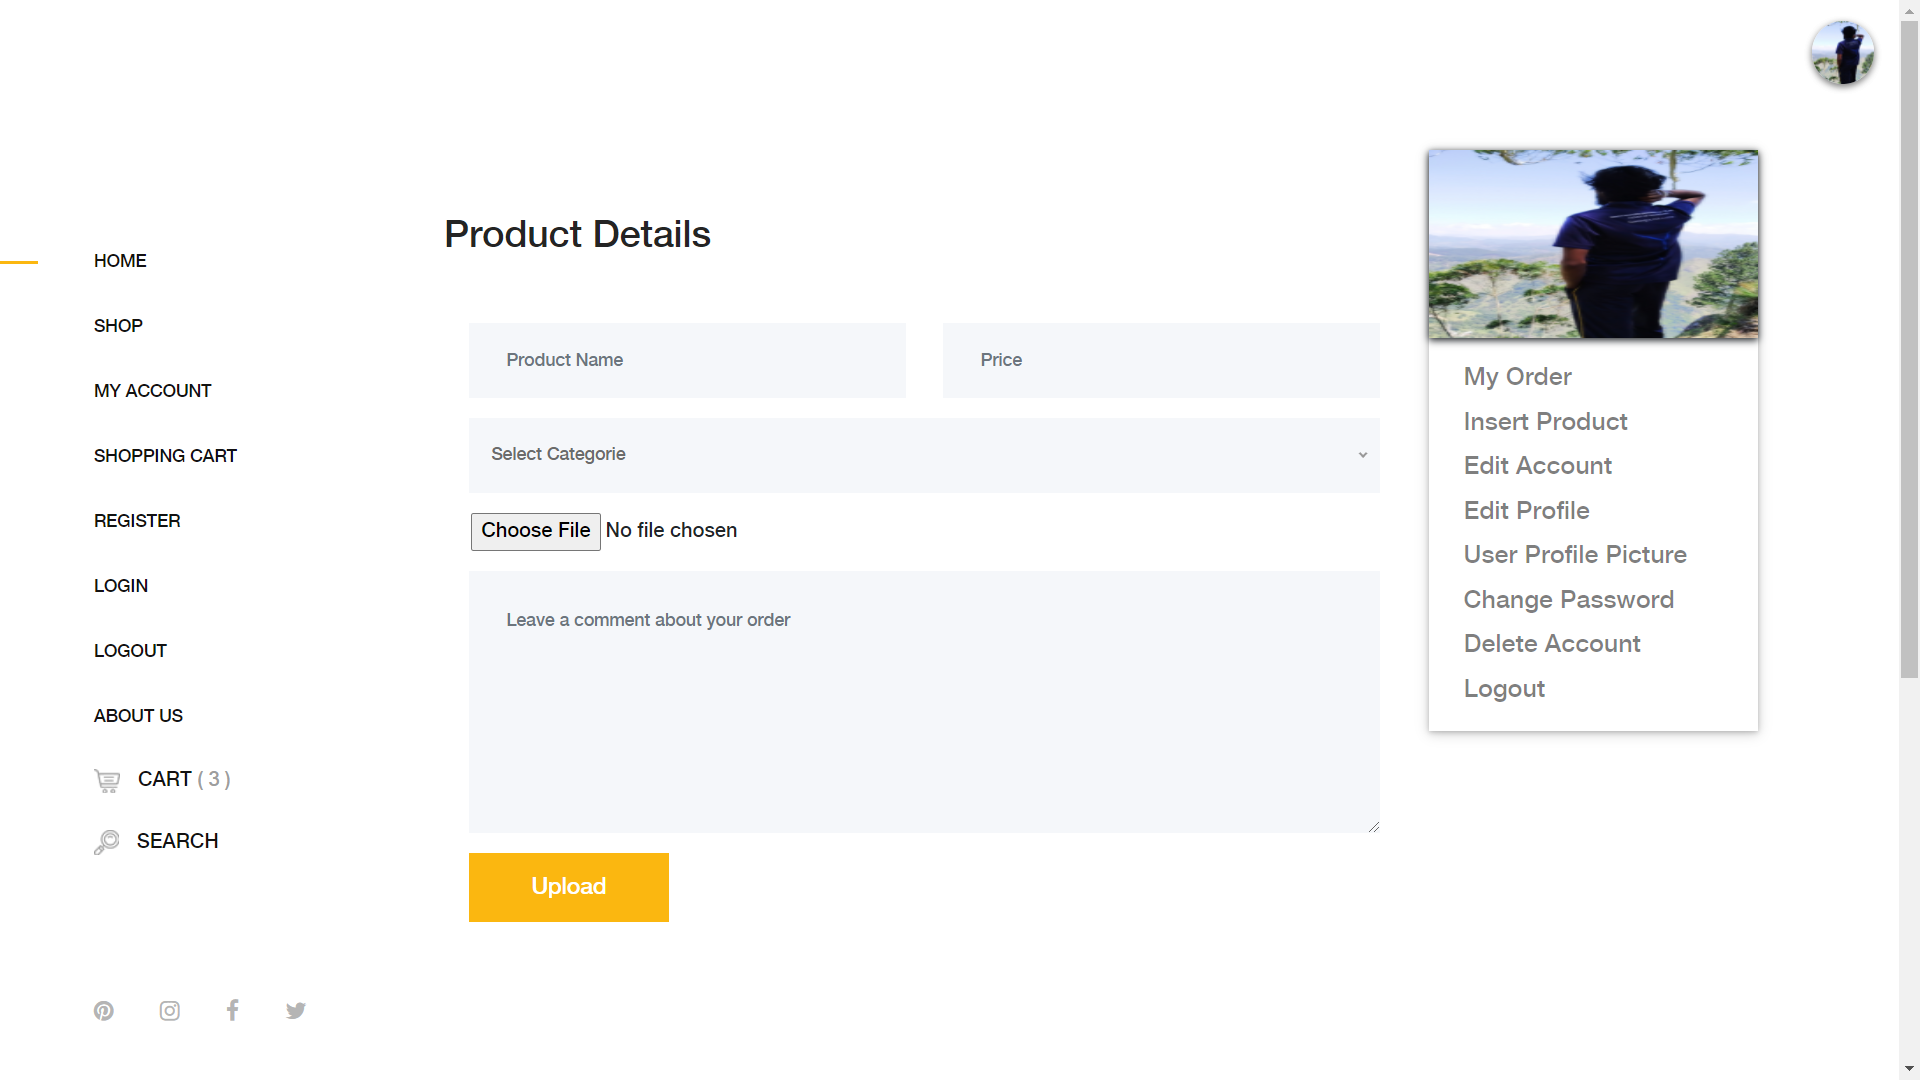 HOME
SHOP
MY ACCOUNT
SHOPPING CART
REGISTER
LOGIN
LOGOUT
ABOUT US
CART ( 3 )
SEARCH
Product Details
Product Name
Price
Select Categorie
Choose File No file chosen
Leave a comment about your order
Upload
My Order
Insert Product
Edit Account
Edit Profile
User Profile Picture
Change Password
Delete Account
Logout